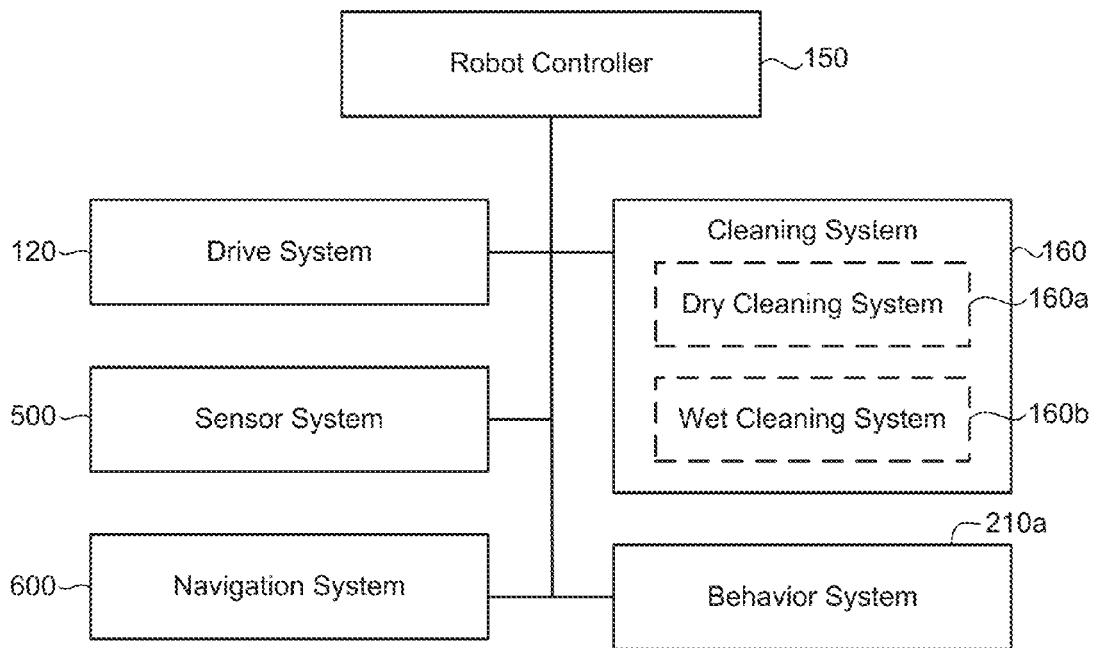 Robot Controller
150
120
Drive System
Cleaning System
160
Dry Cleaning System
160a
500
Sensor System
Wet Cleaning System
160b
210a
600
Navigation System
Behavior System